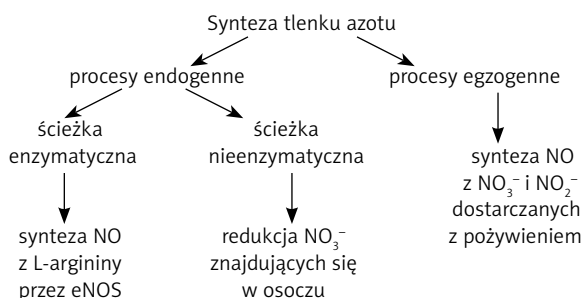 Synteza tlenku azotu
procesy endogenne
procesy egzogenne
ścieżka
enzymatyczna
ścieżka
nieenzymatyczna
synteza NO
z L-argininy
przez eNOS
redukcja NO₃⁻
znajdujących się
w osoczu
synteza NO
z NO₃⁻ i NO₂⁻
dostarczanych
z pożywieniem